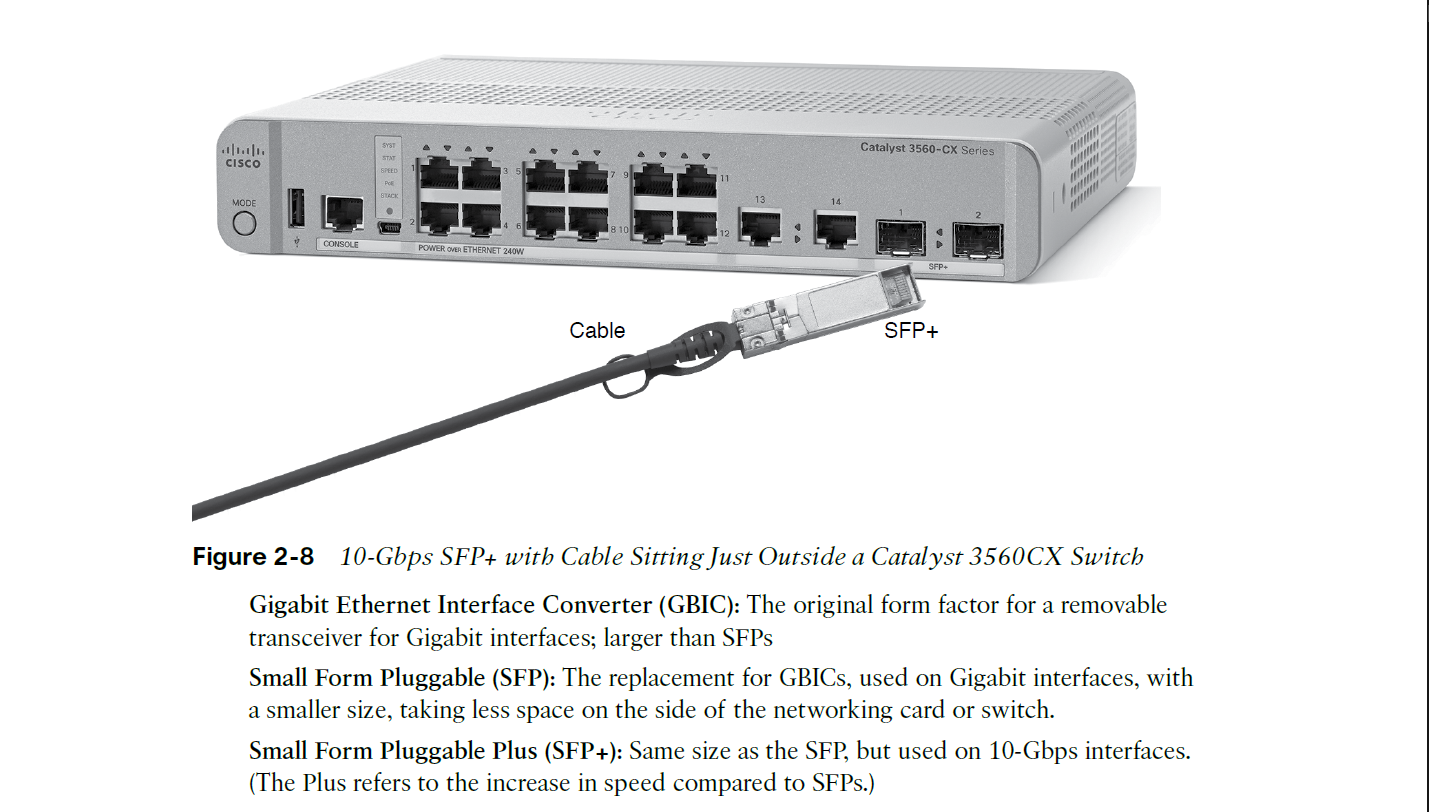 CISCO
Catalyst 3560-CX Series
SYST
STAT
SPEED
PoE
STACK
MODE
CONSOLE
POWER OVER ETHERNET 240W
1
3
5
7
9
11
2
4
6
8
10
12
13
14
1
2
SFP+
Cable
SFP+
Figure 2-8 10-Gbps SFP+ with Cable Sitting Just Outside a Catalyst 3560CX Switch
Gigabit Ethernet Interface Converter (GBIC): The original form factor for a removable
transceiver for Gigabit interfaces; larger than SFPs
Small Form Pluggable (SFP): The replacement for GBICs, used on Gigabit interfaces, with
a smaller size, taking less space on the side of the networking card or switch.
Small Form Pluggable Plus (SFP+): Same size as the SFP, but used on 10-Gbps interfaces.
(The Plus refers to the increase in speed compared to SFPs.)